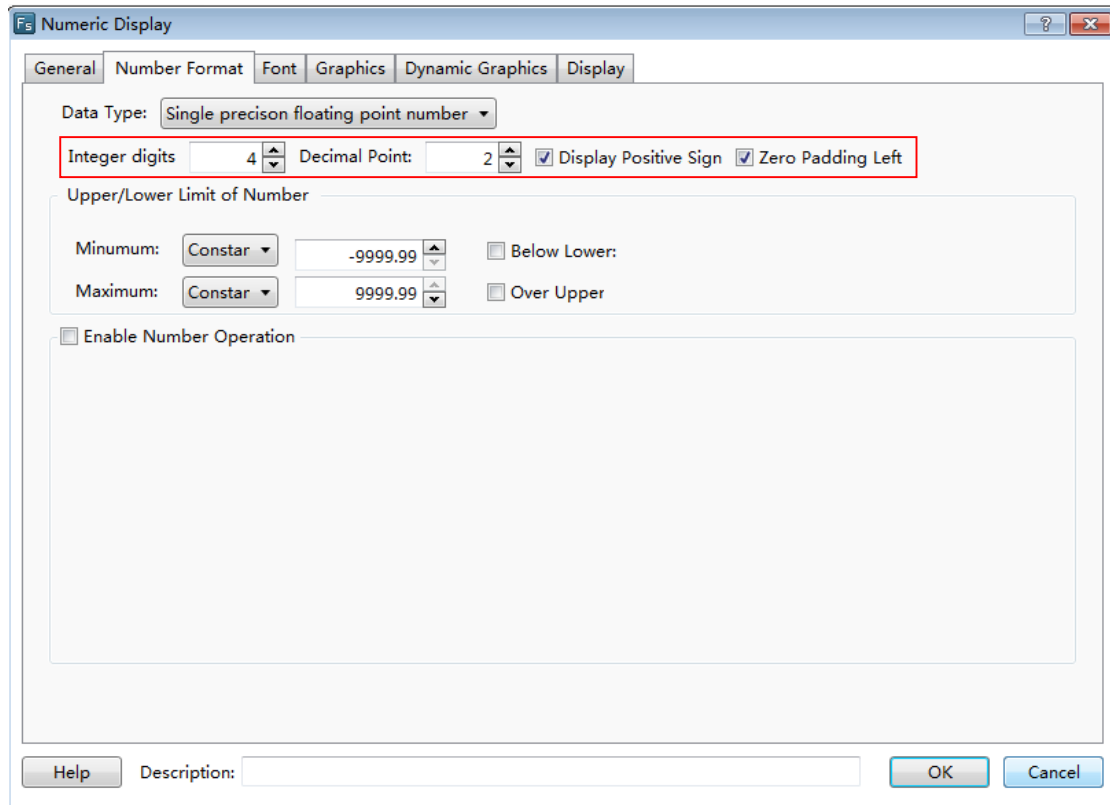 Fs Numeric Display ?
General Number Format Font Graphics Dynamic Graphics Display
Data Type: Single precison floating point number
Integer digits 4 Decimal Point: 2 Display Positive Sign Zero Padding Left
Upper/Lower Limit of Number
Minumum: Constar -9999.99 Below Lower:
Maximum: Constar 9999.99 Over Upper
Enable Number Operation
Help Description: OK Cancel